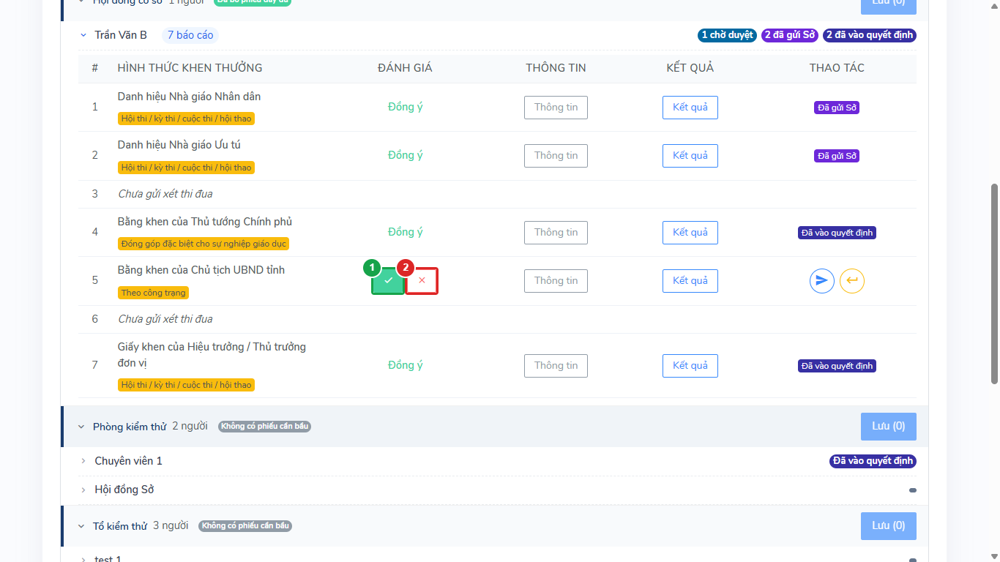 Hội đồng cơ sở 1 người Đã bỏ phiếu đầy đủ Lưu (0)
Trần Văn B 7 báo cáo 1 chờ duyệt 2 đã gửi Sở 2 đã vào quyết định
# HÌNH THỨC KHEN THƯỞNG ĐÁNH GIÁ THÔNG TIN KẾT QUẢ THAO TÁC
1 Danh hiệu Nhà giáo Nhân dân Đồng ý Thông tin Kết quả Đã gửi Sở
Hội thi / kỳ thi / cuộc thi / hội thao
2 Danh hiệu Nhà giáo Ưu tú Đồng ý Thông tin Kết quả Đã gửi Sở
Hội thi / kỳ thi / cuộc thi / hội thao
3 Chưa gửi xét thi đua
4 Bằng khen của Thủ tướng Chính phủ Đồng ý Thông tin Kết quả Đã vào quyết định
Đóng góp đặc biệt cho sự nghiệp giáo dục
5 Bằng khen của Chủ tịch UBND tỉnh 1 2 Thông tin Kết quả
Theo công trạng
6 Chưa gửi xét thi đua
7 Giấy khen của Hiệu trưởng / Thủ trưởng
đơn vị Đồng ý Thông tin Kết quả Đã vào quyết định
Hội thi / kỳ thi / cuộc thi / hội thao
Phòng kiểm thử 2 người Không có phiếu cần bầu Lưu (0)
Chuyên viên 1 Đã vào quyết định
Hội đồng Sở
Tổ kiểm thử 3 người Không có phiếu cần bầu Lưu (0)
test 1